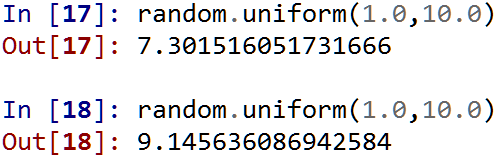 In [17]: random.uniform(1.0,10.0)
Out[17]: 7.301516051731666
In [18]: random.uniform(1.0,10.0)
Out[18]: 9.145636086942584